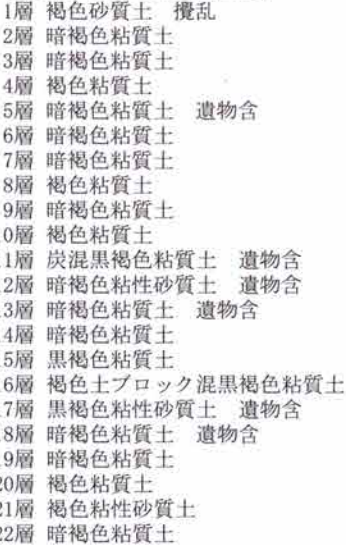 1層 褐色砂質土 攪乱
2層 暗褐色粘質土
3層 暗褐色粘質土
4層 褐色粘質土
5層 暗褐色粘質土 遺物含
6層 暗褐色粘質土
7層 暗褐色粘質土
8層 褐色粘質土
9層 暗褐色粘質土
0層 褐色粘質土
1層 炭混黒褐色粘質土 遺物含
2層 暗褐色粘性砂質土 遺物含
3層 暗褐色粘質土 遺物含
4層 暗褐色粘質土
5層 黒褐色粘質土
6層 褐色土ブロック混黒褐色粘質土
7層 黒褐色粘性砂質土 遺物含
8層 暗褐色粘質土 遺物含
9層 暗褐色粘質土
20層 褐色粘質土
21層 褐色粘性砂質土
22層 暗褐色粘質土